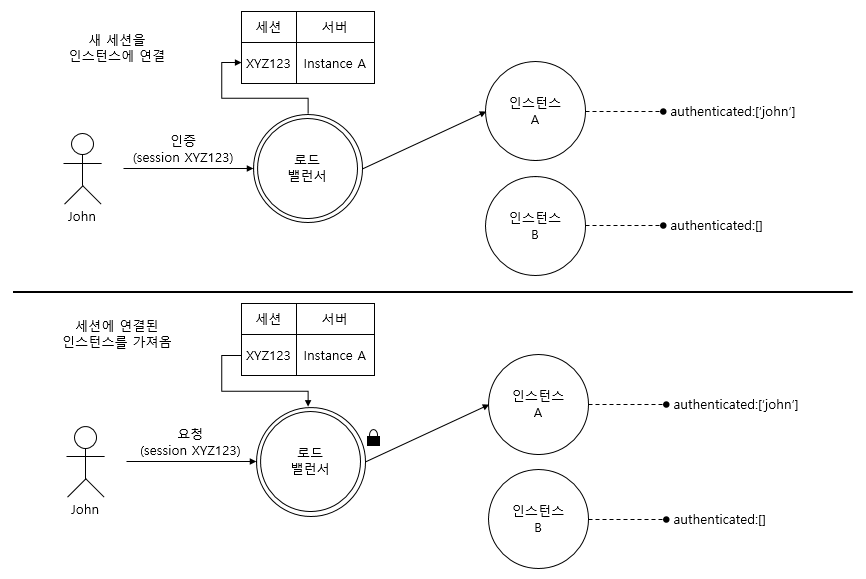 새 세션을
인스턴스에 연결
세션 서버
XYZ123 Instance A
인증
(session XYZ123)
John
로드
밸런서
인스턴스
A
authenticated:['john']
인스턴스
B
authenticated:[]
세션에 연결된
인스턴스를 가져옴
세션 서버
XYZ123 Instance A
요청
(session XYZ123)
John
로드
밸런서
인스턴스
A
authenticated:['john']
인스턴스
B
authenticated:[]